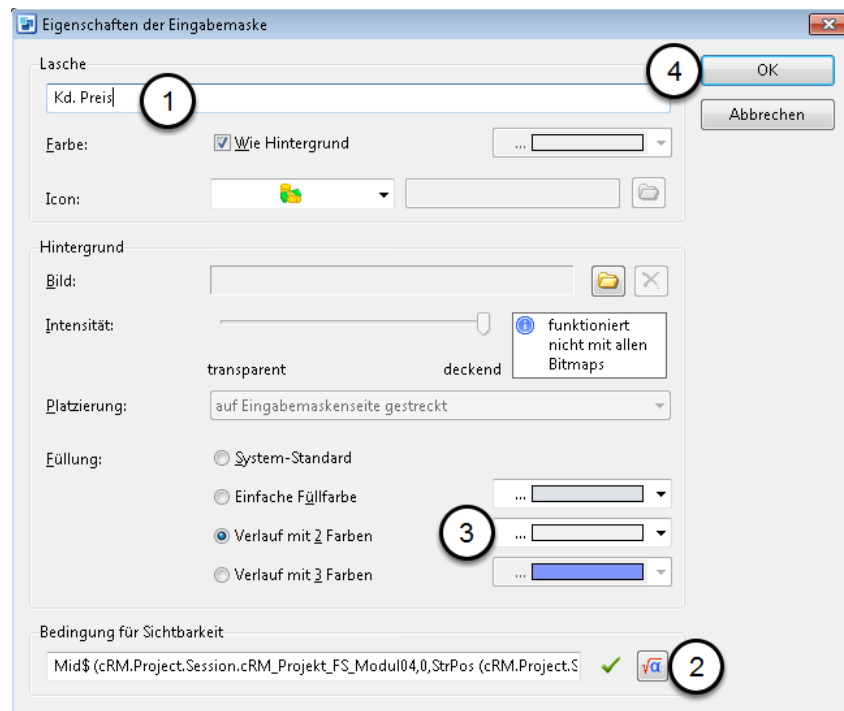 Eigenschaften der Eingabemaske
Lasche
4
OK
Kd. Preis
1
Abbrechen
Farbe:
Wie Hintergrund
...
Icon:
Hintergrund
Bild:
Intensität:
funktioniert
nicht mit allen
Bitmaps
transparent
deckend
Platzierung:
auf Eingabemaskenseite gestreckt
Füllung:
System-Standard
Einfache Füllfarbe
...
Verlauf mit 2 Farben
3
...
Verlauf mit 3 Farben
...
Bedingung für Sichtbarkeit
Mid$ (cRM.Project.Session.cRM_Projekt_FS_Modul04,0,StrPos (cRM.Project.S
√α
2